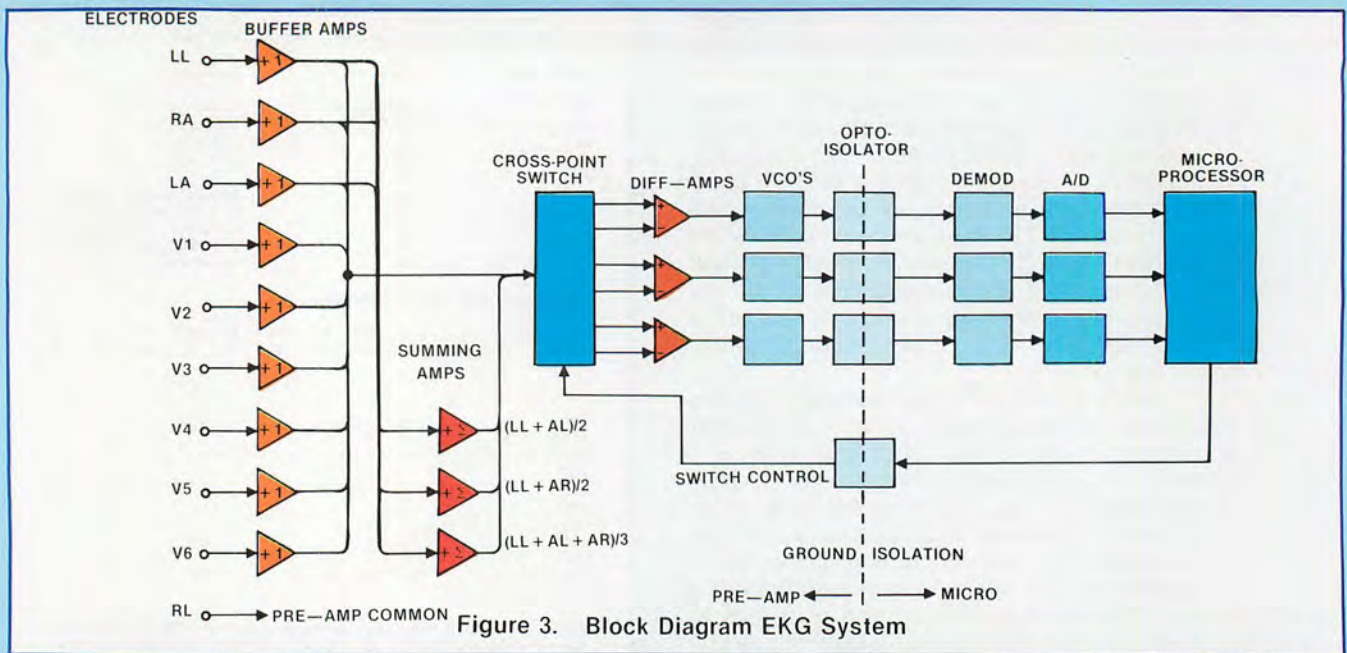 ELECTRODES
BUFFER AMPS
LL
+ 1
RA
+ 1
LA
+ 1
V1
+ 1
V2
+ 1
V3
+ 1
V4
+ 1
V5
+ 1
V6
+ 1
RL
PRE—AMP COMMON
SUMMING
AMPS
+ Σ
(LL + AL)/2
+ Σ
(LL + AR)/2
+ Σ
(LL + AL + AR)/3
CROSS-POINT
SWITCH
DIFF—AMPS
+
−
+
−
+
−
VCO'S
OPTO-
ISOLATOR
DEMOD
A/D
MICRO-
PROCESSOR
SWITCH CONTROL
GROUND ISOLATION
PRE—AMP
MICRO
Figure 3. Block Diagram EKG System